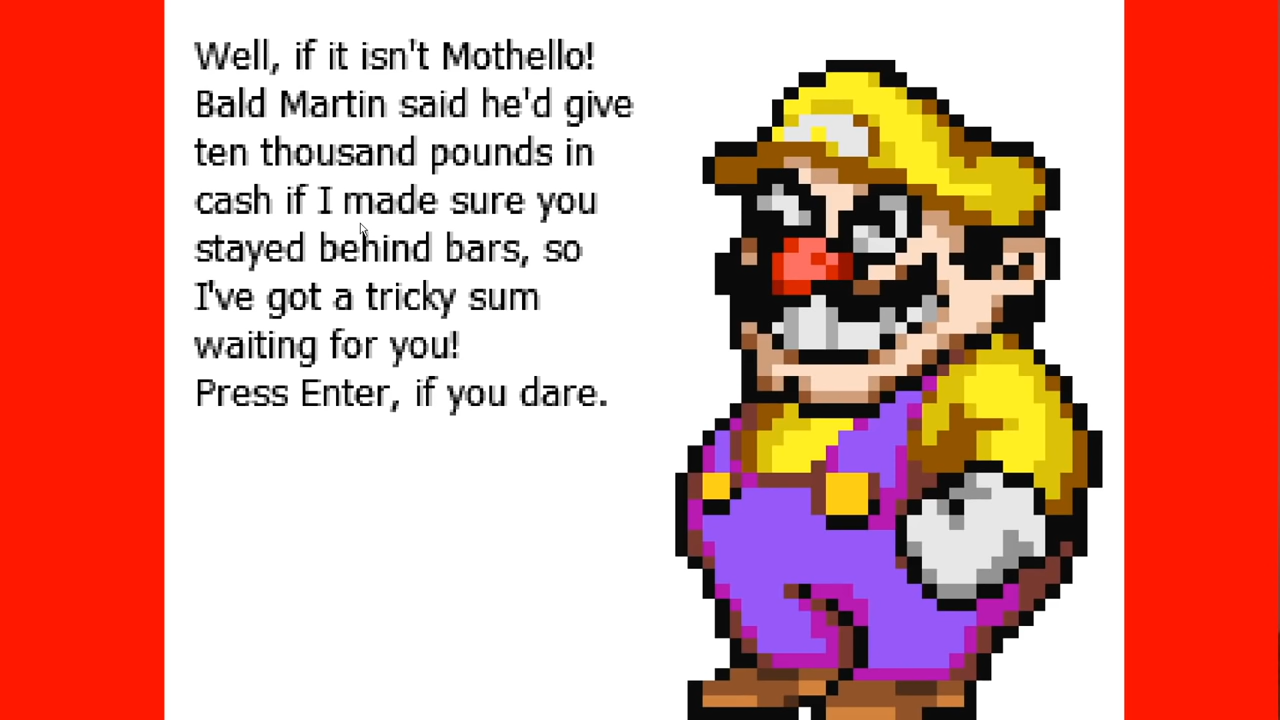 Well, if it isn't Mothello!
Bald Martin said he'd give
ten thousand pounds in
cash if I made sure you
stayed behind bars, so
I've got a tricky sum
waiting for you!
Press Enter, if you dare.